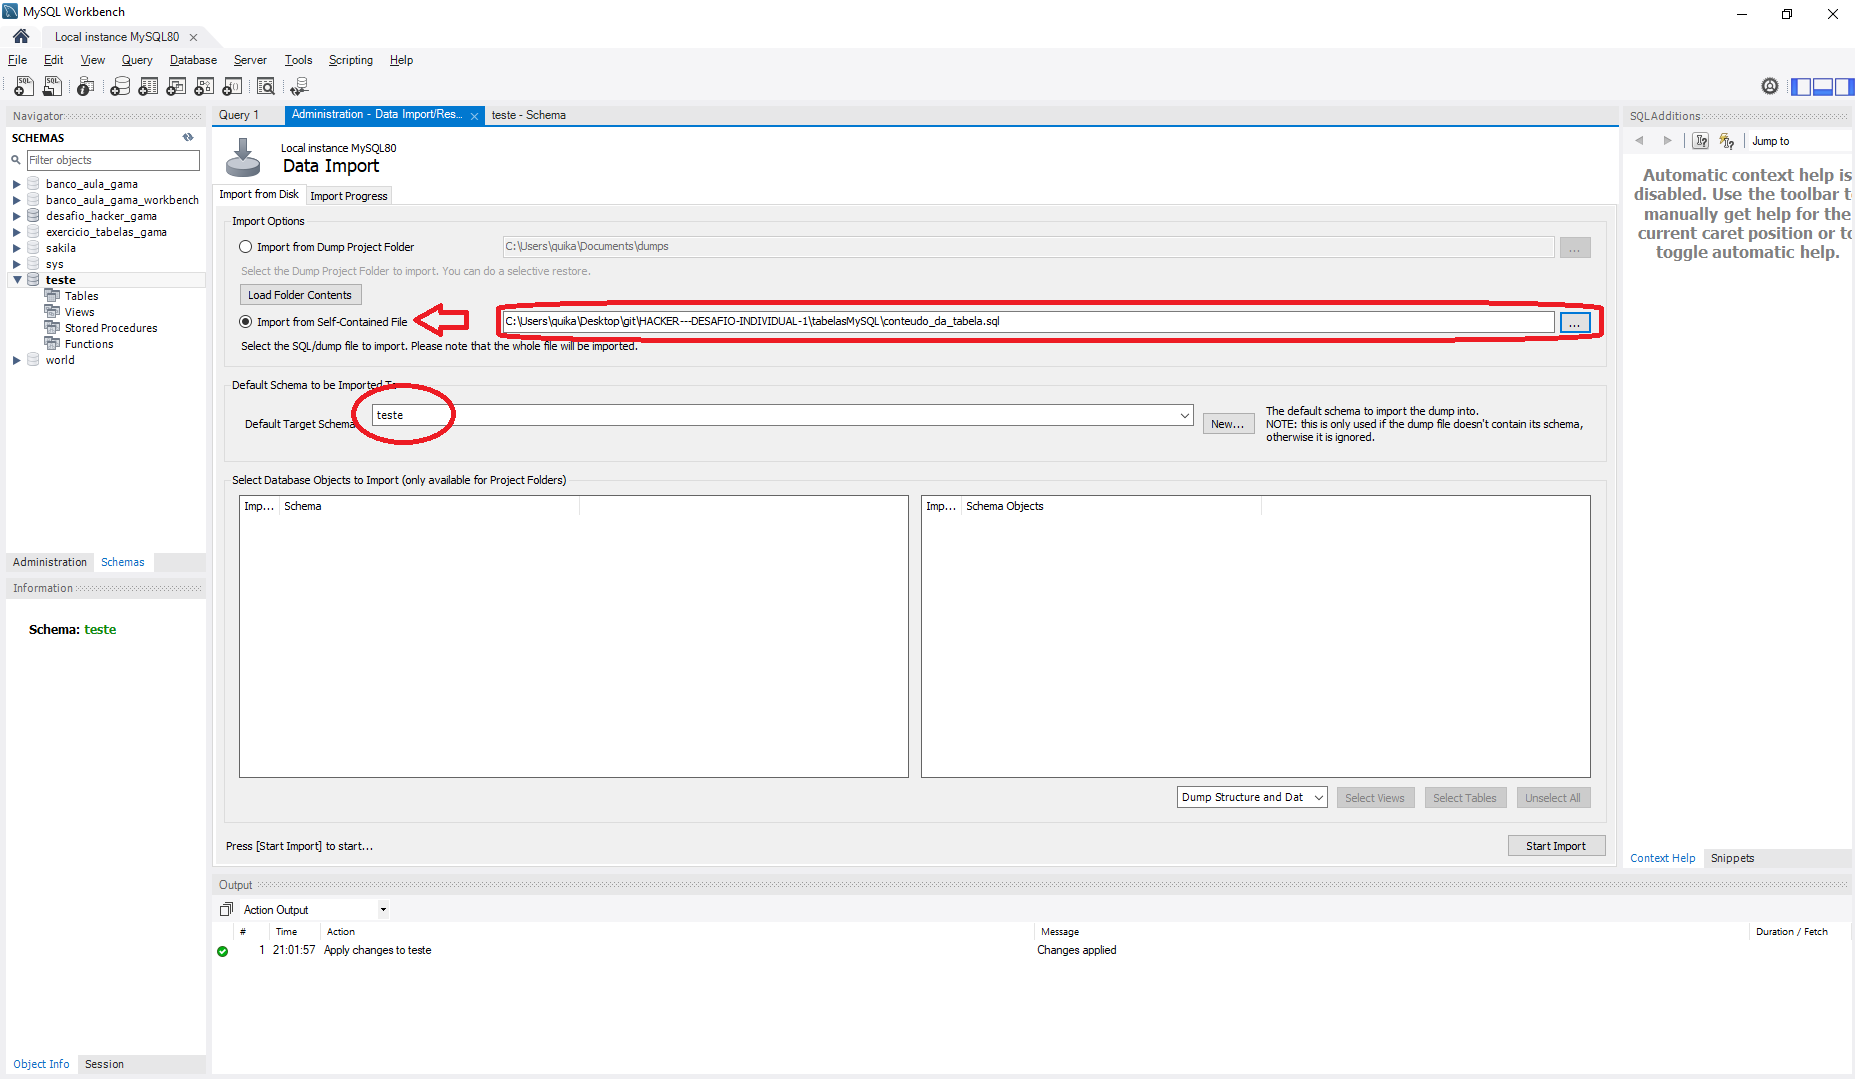 MySQL Workbench
Local instance MySQL80
File Edit View Query Database Server Tools Scripting Help
Navigator
SCHEMAS
Filter objects
banco_aula_gama
banco_aula_gama_workbench
desafio_hacker_gama
exercicio_tabelas_gama
sakila
sys
teste
Tables
Views
Stored Procedures
Functions
world
Administration Schemas
Information
Schema: teste
Object Info Session
Query 1 Administration - Data Import/Res... teste - Schema
Local instance MySQL80
Data Import
Import from Disk Import Progress
Import Options
Import from Dump Project Folder C:\Users\quika\Documents\dumps ...
Select the Dump Project Folder to import. You can do a selective restore.
Load Folder Contents
Import from Self-Contained File C:\Users\quika\Desktop\git\HACKER---DESAFIO-INDIVIDUAL-1\tabelasMySQL\conteudo_da_tabela.sql ...
Select the SQL/dump file to import. Please note that the whole file will be imported.
Default Schema to be Imported To
Default Target Schema teste New...
The default schema to import the dump into.
NOTE: this is only used if the dump file doesn't contain its schema,
otherwise it is ignored.
Select Database Objects to Import (only available for Project Folders)
Imp... Schema
Imp... Schema Objects
Dump Structure and Dat Select Views Select Tables Unselect All
Press [Start Import] to start... Start Import
Output
Action Output
# Time Action Message Duration / Fetch
1 21:01:57 Apply changes to teste Changes applied
SQLAdditions
Jump to
Automatic context help is
disabled. Use the toolbar t
manually get help for the
current caret position or to
toggle automatic help.
Context Help Snippets